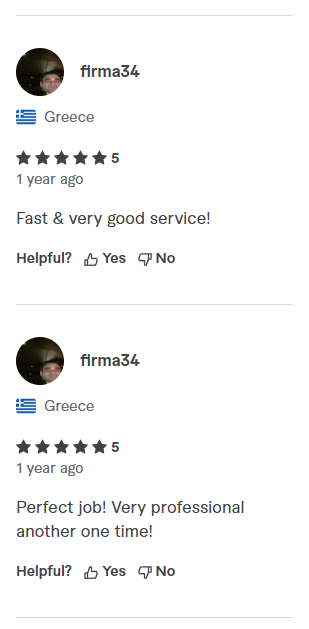 firma34
Greece
5
1 year ago
Fast & very good service!
Helpful? Yes No
firma34
Greece
5
1 year ago
Perfect job! Very professional
another one time!
Helpful? Yes No